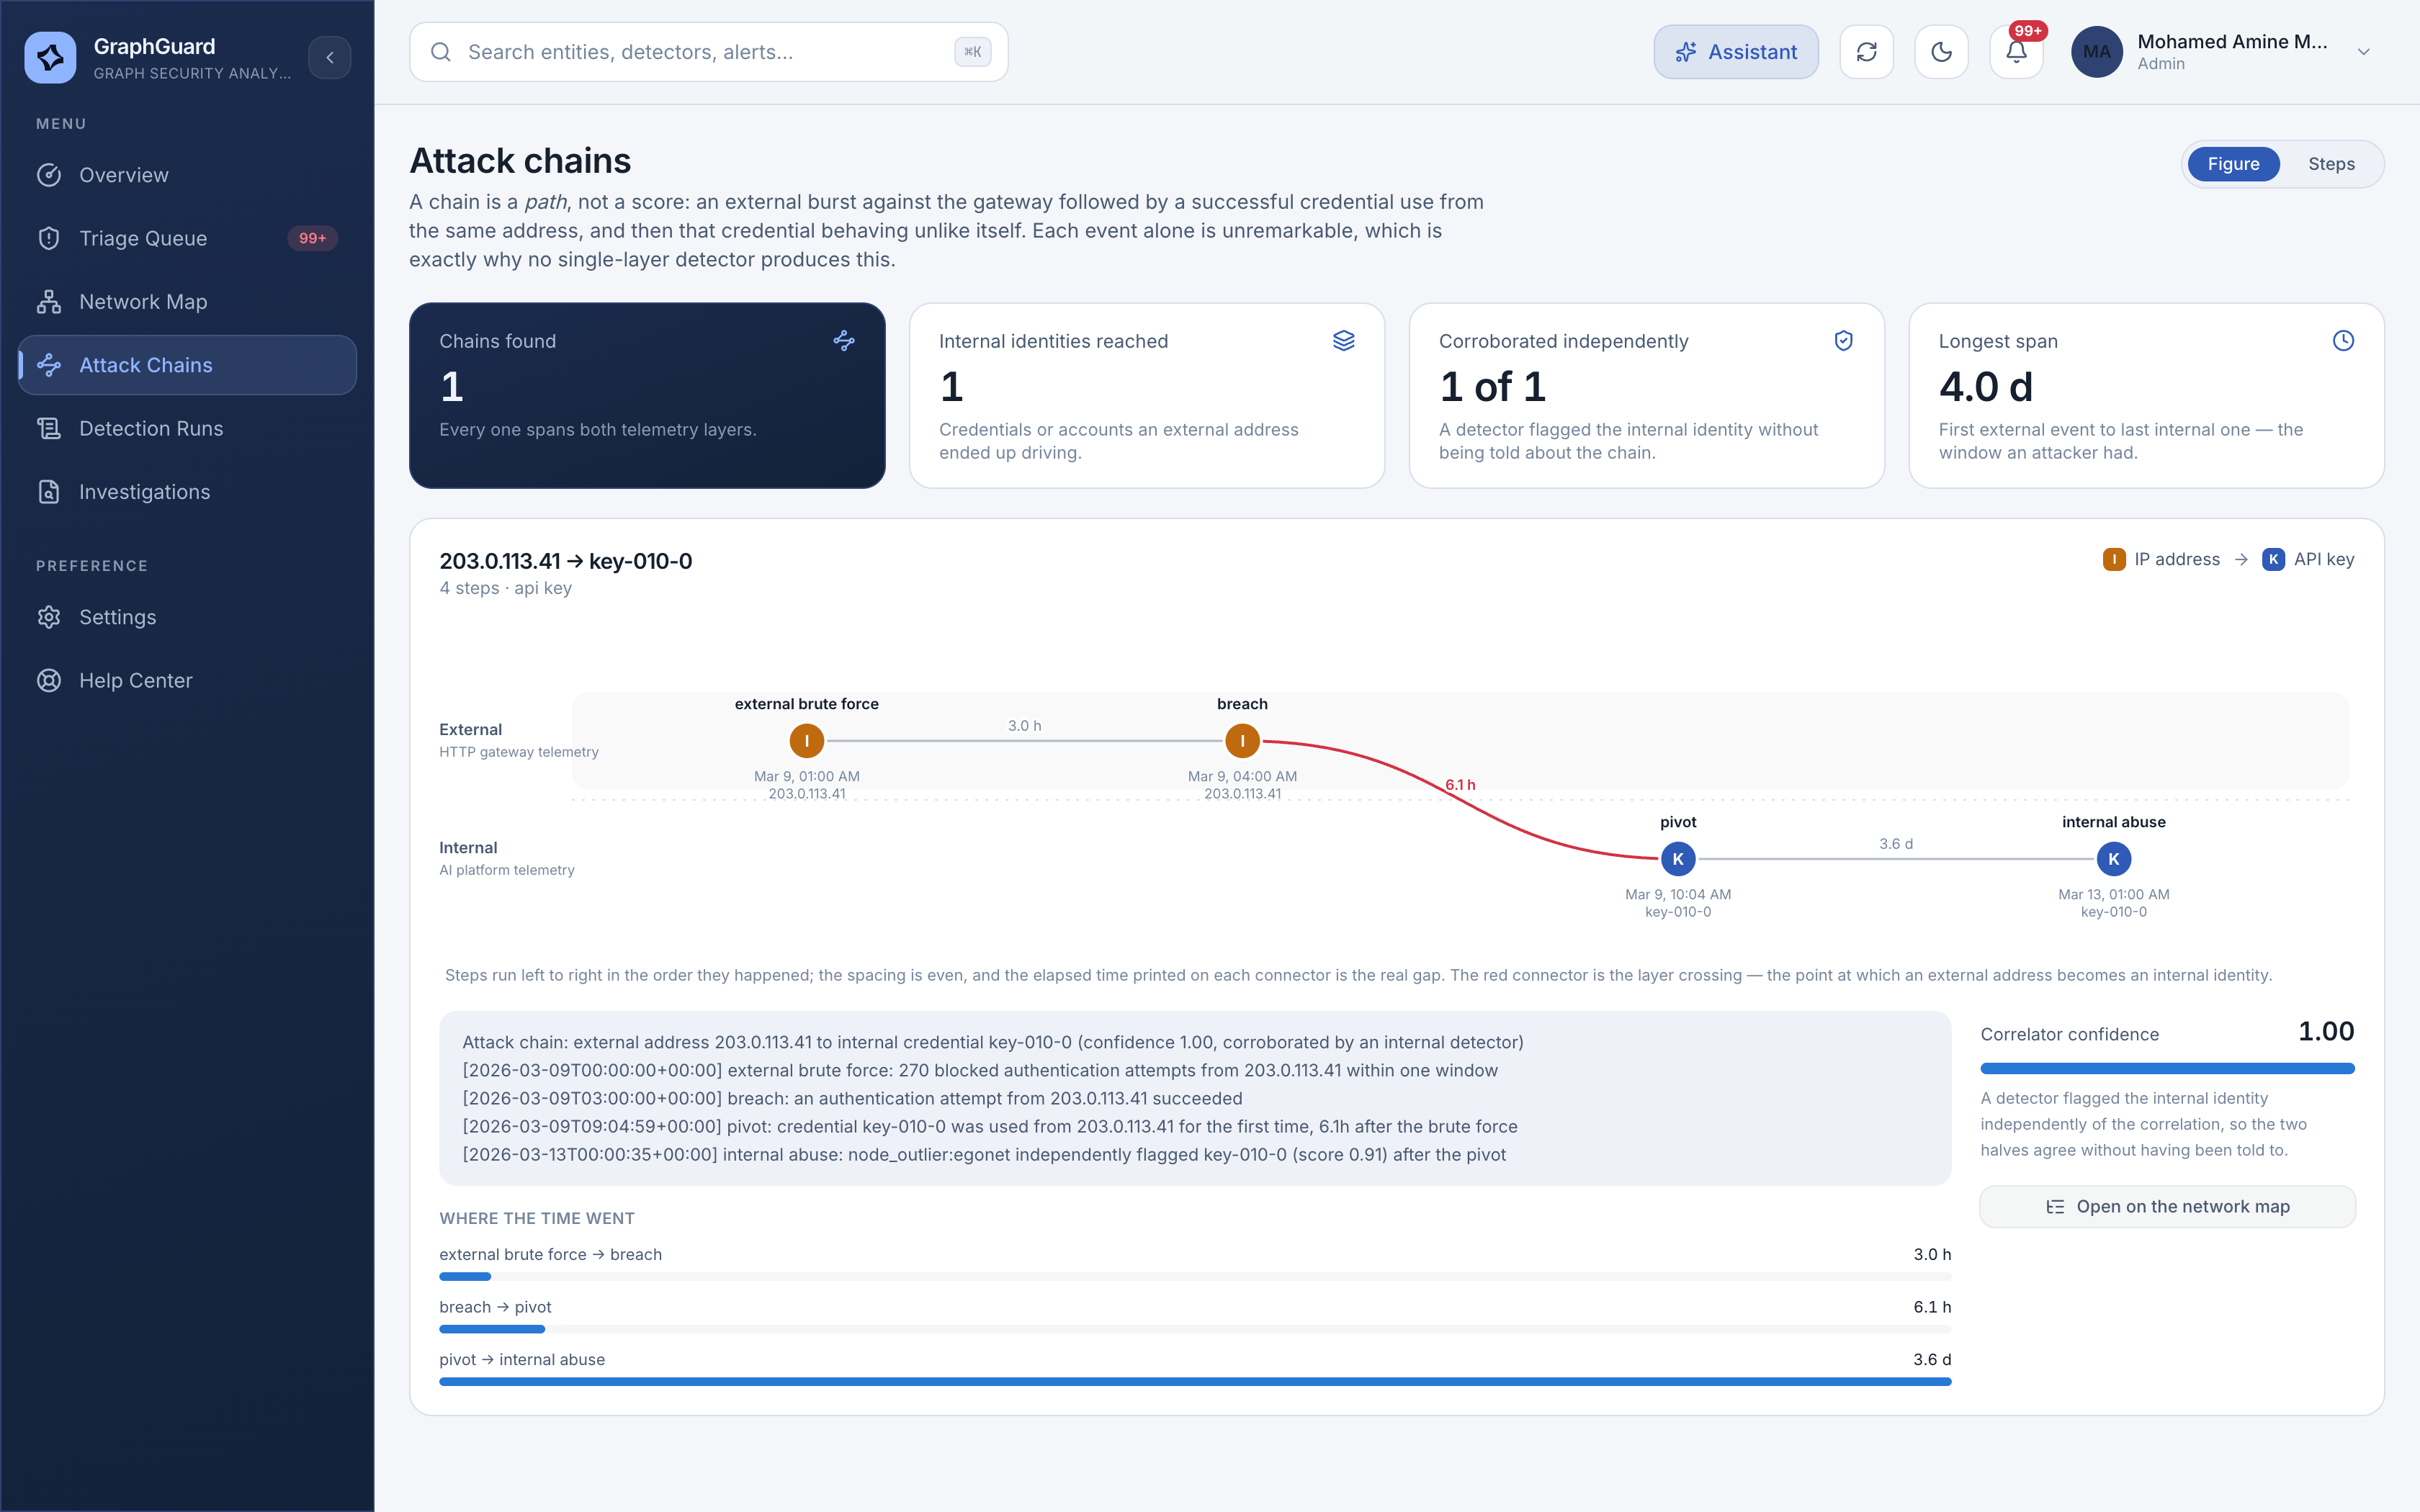 GraphGuard
GRAPH SECURITY ANALY...
MENU
Overview
Triage Queue 99+
Network Map
Attack Chains
Detection Runs
Investigations
PREFERENCE
Settings
Help Center
Search entities, detectors, alerts... ⌘K
Assistant
99+
MA
Mohamed Amine M...
Admin
Attack chains
Figure Steps
A chain is a path, not a score: an external burst against the gateway followed by a successful credential use from
the same address, and then that credential behaving unlike itself. Each event alone is unremarkable, which is
exactly why no single-layer detector produces this.
Chains found
1
Every one spans both telemetry layers.
Internal identities reached
1
Credentials or accounts an external address
ended up driving.
Corroborated independently
1 of 1
A detector flagged the internal identity without
being told about the chain.
Longest span
4.0 d
First external event to last internal one — the
window an attacker had.
203.0.113.41 → key-010-0
4 steps · api key
I IP address → K API key
External
HTTP gateway telemetry
external brute force
I
Mar 9, 01:00 AM
203.0.113.41
3.0 h
breach
I
Mar 9, 04:00 AM
203.0.113.41
6.1 h
Internal
AI platform telemetry
pivot
K
Mar 9, 10:04 AM
key-010-0
3.6 d
internal abuse
K
Mar 13, 01:00 AM
key-010-0
Steps run left to right in the order they happened; the spacing is even, and the elapsed time printed on each connector is the real gap. The red connector is the layer crossing — the point at which an external address becomes an internal identity.
Attack chain: external address 203.0.113.41 to internal credential key-010-0 (confidence 1.00, corroborated by an internal detector)
[2026-03-09T00:00:00+00:00] external brute force: 270 blocked authentication attempts from 203.0.113.41 within one window
[2026-03-09T03:00:00+00:00] breach: an authentication attempt from 203.0.113.41 succeeded
[2026-03-09T09:04:59+00:00] pivot: credential key-010-0 was used from 203.0.113.41 for the first time, 6.1h after the brute force
[2026-03-13T00:00:35+00:00] internal abuse: node_outlier:egonet independently flagged key-010-0 (score 0.91) after the pivot
Correlator confidence 1.00
A detector flagged the internal identity
independently of the correlation, so the two
halves agree without having been told to.
Open on the network map
WHERE THE TIME WENT
external brute force → breach 3.0 h
breach → pivot 6.1 h
pivot → internal abuse 3.6 d